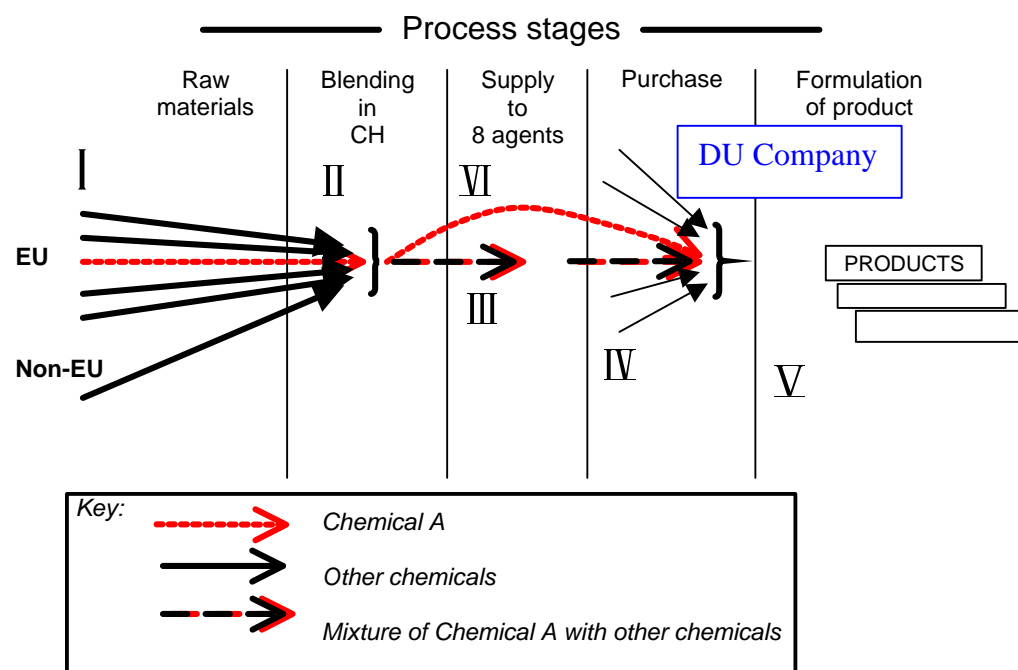 Process stages
Raw
materials
Blending
in
CH
Supply
to
8 agents
Purchase
Formulation
of product
DU Company
I
II
VI
EU
PRODUCTS
III
Non-EU
IV
V
Key:
Chemical A
Other chemicals
Mixture of Chemical A with other chemicals